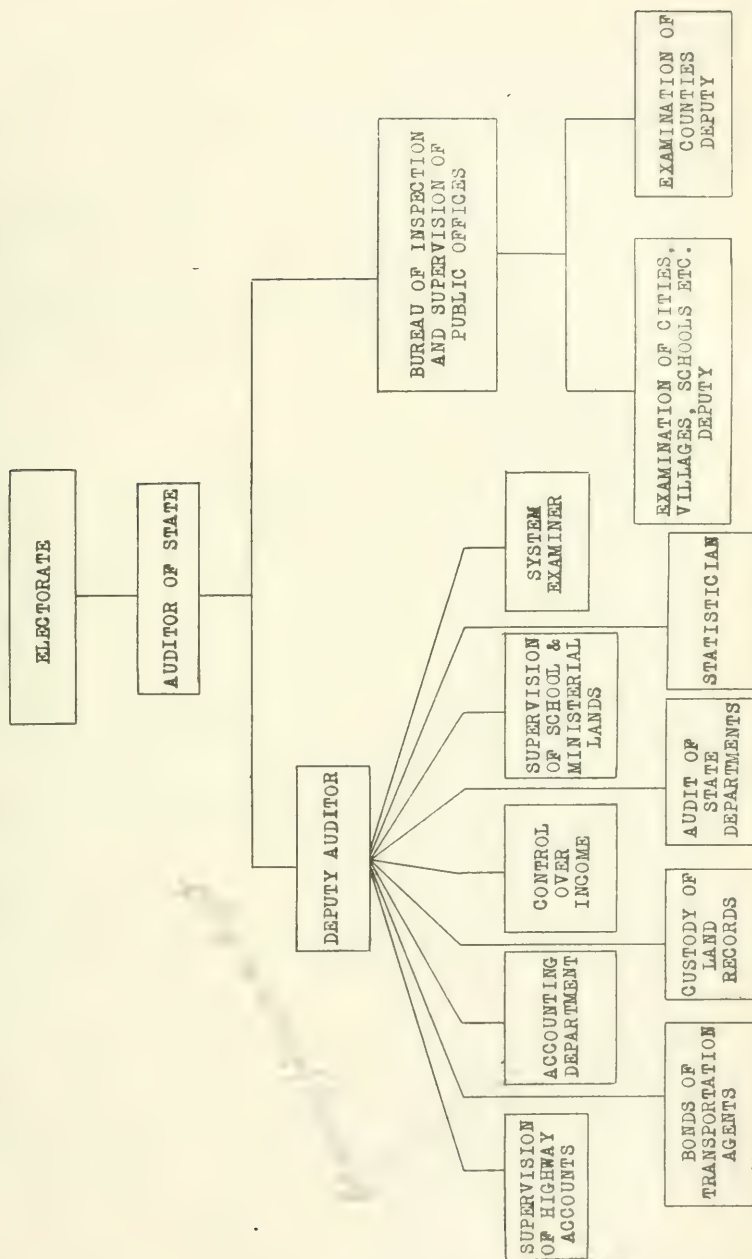 ELECTORATE
AUDITOR OF STATE
DEPUTY AUDITOR
BUREAU OF INSPECTION
AND SUPERVISION OF
PUBLIC OFFICES
SUPERVISION
OF HIGHWAY
ACCOUNTS
ACCOUNTING
DEPARTMENT
CONTROL
OVER
INCOME
SUPERVISION
OF SCHOOL &
MINISTERIAL
LANDS
SYSTEM
EXAMINER
BONDS OF
TRANSPORTATION
AGENTS
CUSTODY OF
LAND
RECORDS
AUDIT OF
STATE
DEPARTMENTS
STATISTICIAN
EXAMINATION OF CITIES,
VILLAGES, SCHOOLS ETC.
DEPUTY
EXAMINATION OF
COUNTIES
DEPUTY